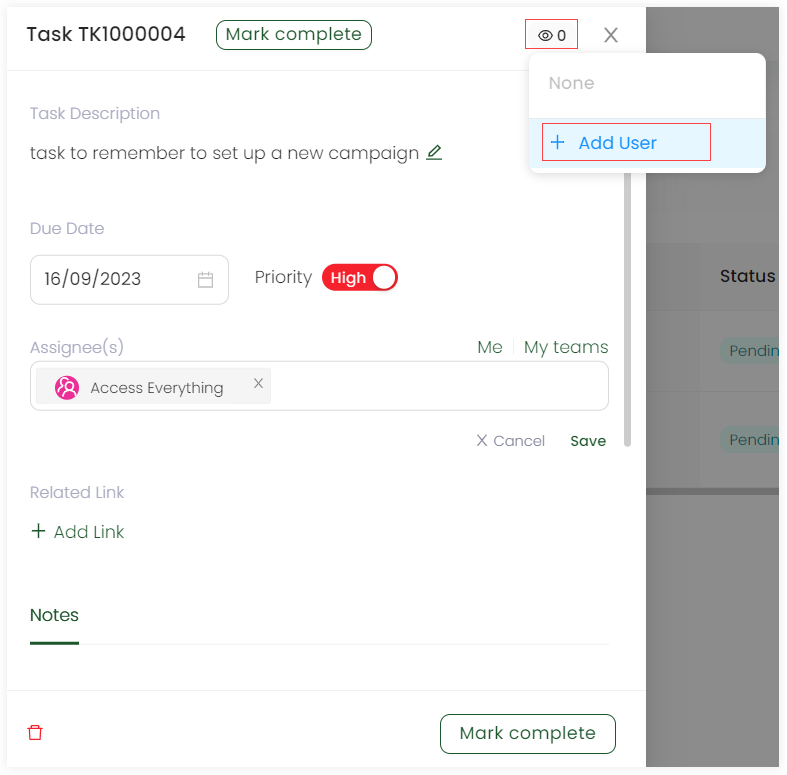 Task TK1000004
Mark complete
0
None
+ Add User
Task Description
task to remember to set up a new campaign
Due Date
16/09/2023
Priority High
Status
Assignee(s)
Me
My teams
Pendin
Access Everything
Pendin
X Cancel
Save
Related Link
+ Add Link
Notes
Mark complete